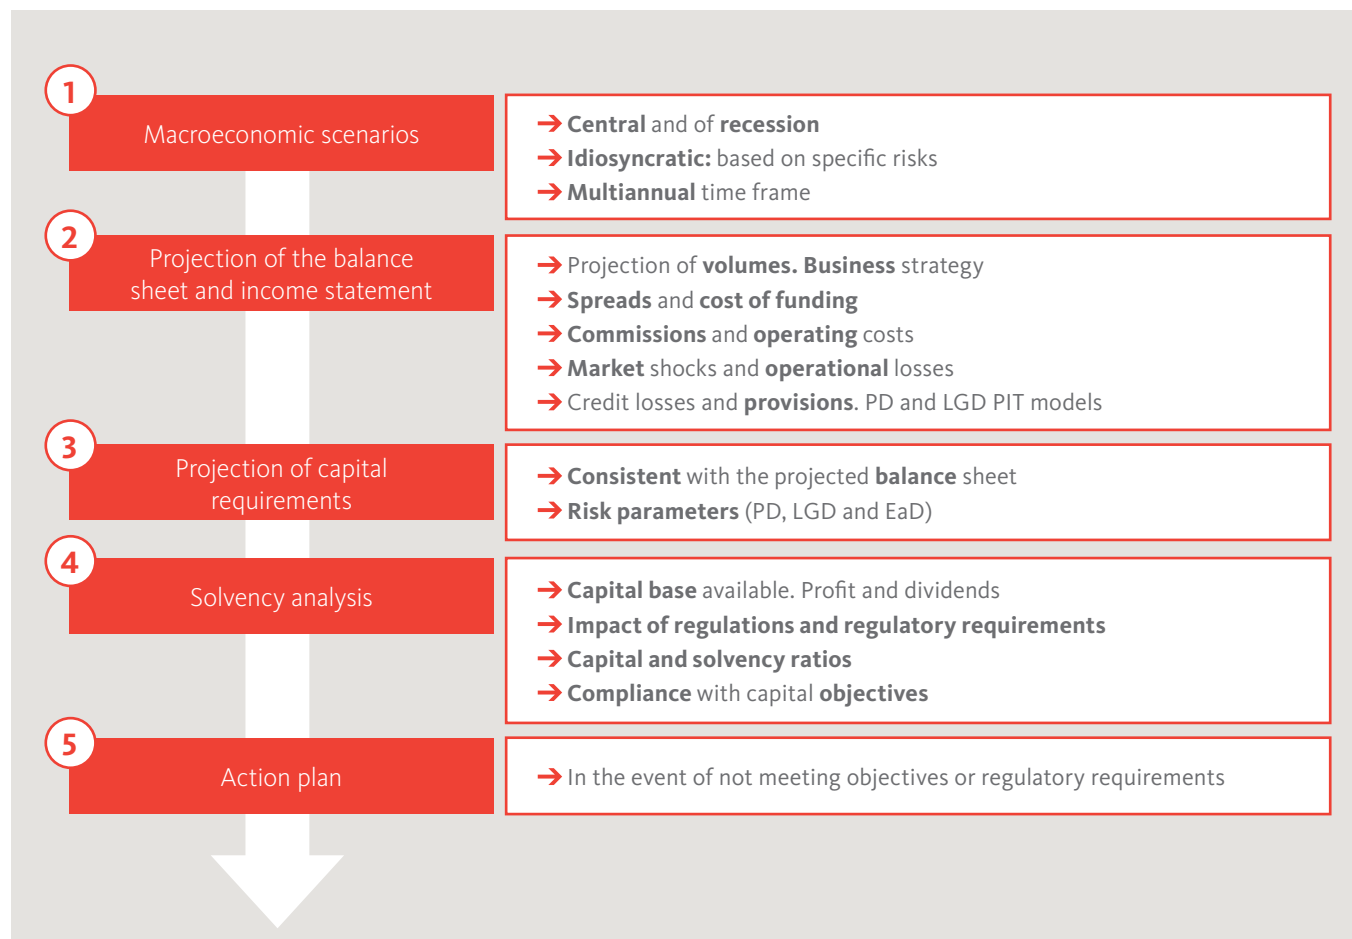 1
Macroeconomic scenarios
→ Central and of recession
→ Idiosyncratic: based on specific risks
→ Multiannual time frame
2
Projection of the balance
sheet and income statement
→ Projection of volumes. Business strategy
→ Spreads and cost of funding
→ Commissions and operating costs
→ Market shocks and operational losses
→ Credit losses and provisions. PD and LGD PIT models
3
Projection of capital
requirements
→ Consistent with the projected balance sheet
→ Risk parameters (PD, LGD and EaD)
4
Solvency analysis
→ Capital base available. Profit and dividends
→ Impact of regulations and regulatory requirements
→ Capital and solvency ratios
→ Compliance with capital objectives
5
Action plan
→ In the event of not meeting objectives or regulatory requirements